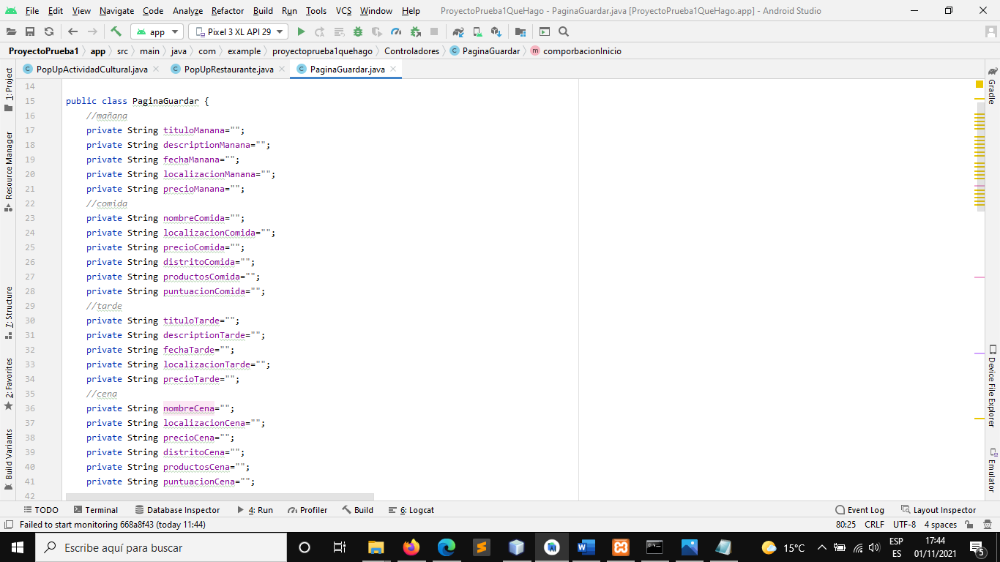 File Edit View Navigate Code Analyze Refactor Build Run Tools VCS Window Help ProyectoPrueba1QueHago - PaginaGuardar.java [ProyectoPrueba1QueHago.app] - Android Studio
app Pixel 3 XL API 29
ProyectoPrueba1 app src main java com example proyectoprueba1quehago Controladores PaginaGuardar comporbacionInicio
PopUpActividadCultural.java PopUpRestaurante.java PaginaGuardar.java
1: Project
Resource Manager
7: Structure
2: Favorites
Build Variants
14
15 public class PaginaGuardar {
16 //mañana
17 private String tituloManana="";
18 private String descriptionManana="";
19 private String fechaManana="";
20 private String localizacionManana="";
21 private String precioManana="";
22 //comida
23 private String nombreComida="";
24 private String localizacionComida="";
25 private String precioComida="";
26 private String distritoComida="";
27 private String productosComida="";
28 private String puntuacionComida="";
29 //tarde
30 private String tituloTarde="";
31 private String descriptionTarde="";
32 private String fechaTarde="";
33 private String localizacionTarde="";
34 private String precioTarde="";
35 //cena
36 private String nombreCena="";
37 private String localizacionCena="";
38 private String precioCena="";
39 private String distritoCena="";
40 private String productosCena="";
41 private String puntuacionCena="";
42
Gradle
Device File Explorer
Emulator
TODO Terminal Database Inspector 4: Run Profiler Build 6: Logcat Event Log Layout Inspector
Failed to start monitoring 668a8f43 (today 11:44) 80:25 CRLF UTF-8 4 spaces
Escribe aquí para buscar 15°C ESP 17:44
ES 01/11/2021 5